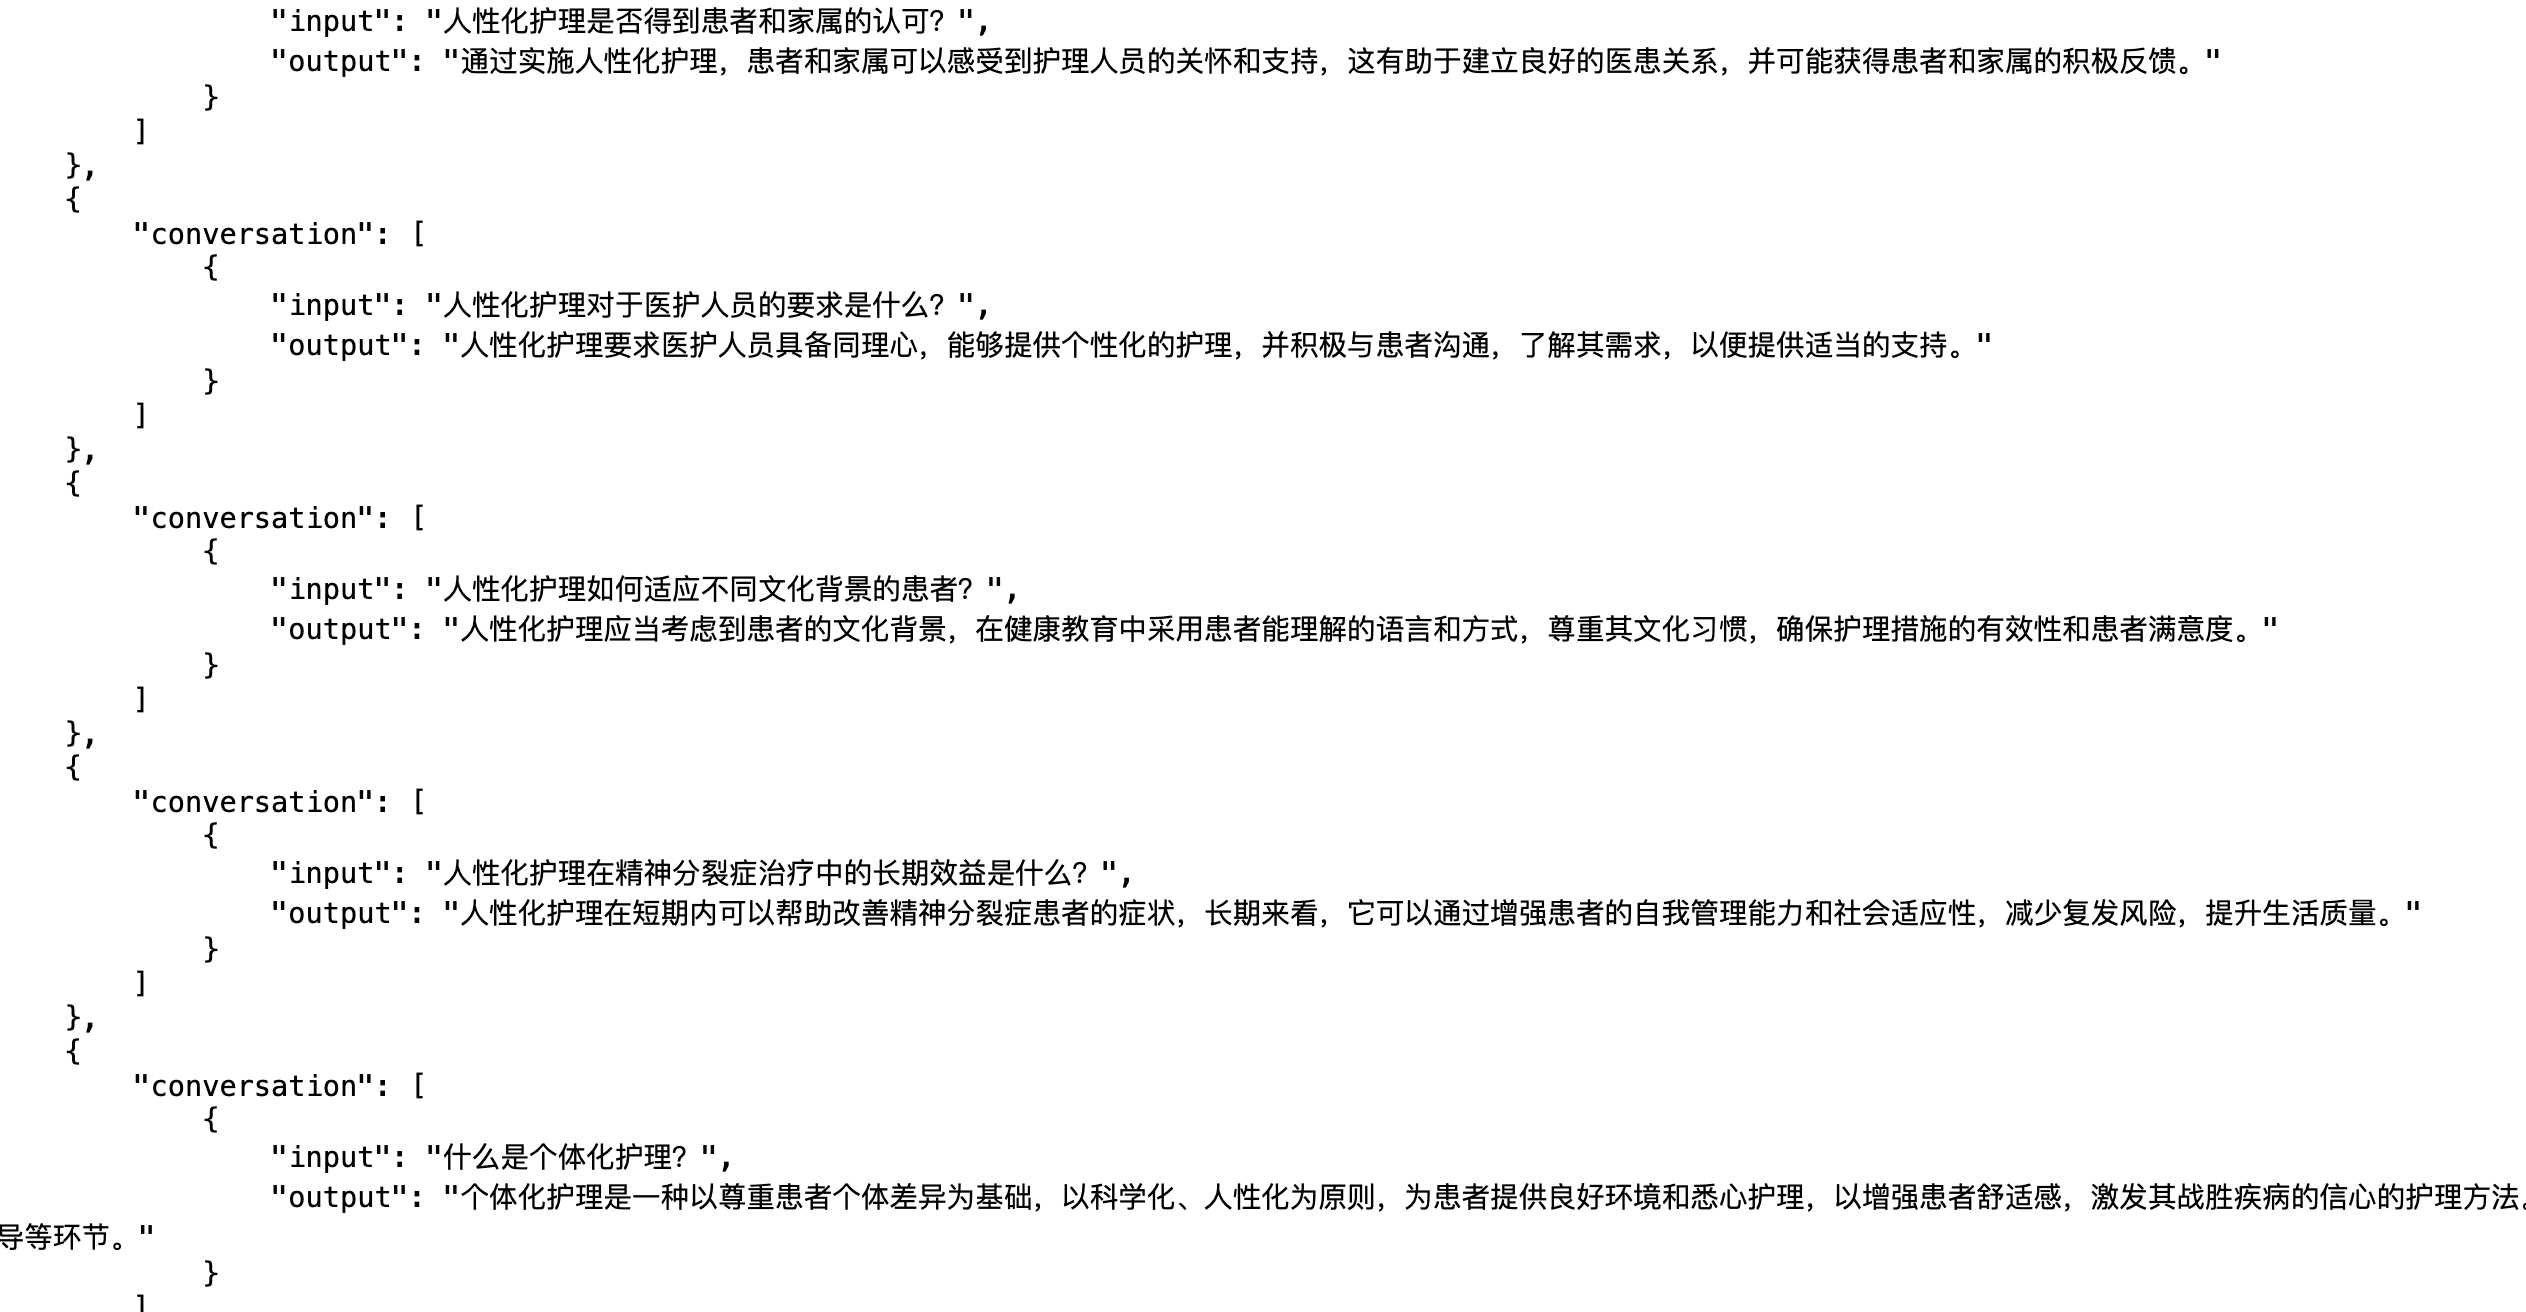 "input": "人性化护理是否得到患者和家属的认可？",
"output": "通过实施人性化护理，患者和家属可以感受到护理人员的关怀和支持，这有助于建立良好的医患关系，并可能获得患者和家属的积极反馈。"
}
]
},
{
"conversation": [
{
"input": "人性化护理对于医护人员的要求是什么？",
"output": "人性化护理要求医护人员具备同理心，能够提供个性化的护理，并积极与患者沟通，了解其需求，以便提供适当的支持。"
}
]
},
{
"conversation": [
{
"input": "人性化护理如何适应不同文化背景的患者？",
"output": "人性化护理应当考虑到患者的文化背景，在健康教育中采用患者能理解的语言和方式，尊重其文化习惯，确保护理措施的有效性和患者满意度。"
}
]
},
{
"conversation": [
{
"input": "人性化护理在精神分裂症治疗中的长期效益是什么？",
"output": "人性化护理在短期内可以帮助改善精神分裂症患者的症状，长期来看，它可以通过增强患者的自我管理能力和社会适应性，减少复发风险，提升生活质量。"
}
]
},
{
"conversation": [
{
"input": "什么是个体化护理？",
"output": "个体化护理是一种以尊重患者个体差异为基础，以科学化、人性化为原则，为患者提供良好环境和悉心护理，以增强患者舒适感，激发其战胜疾病的信心的护理方法。
导等环节。"
}
]